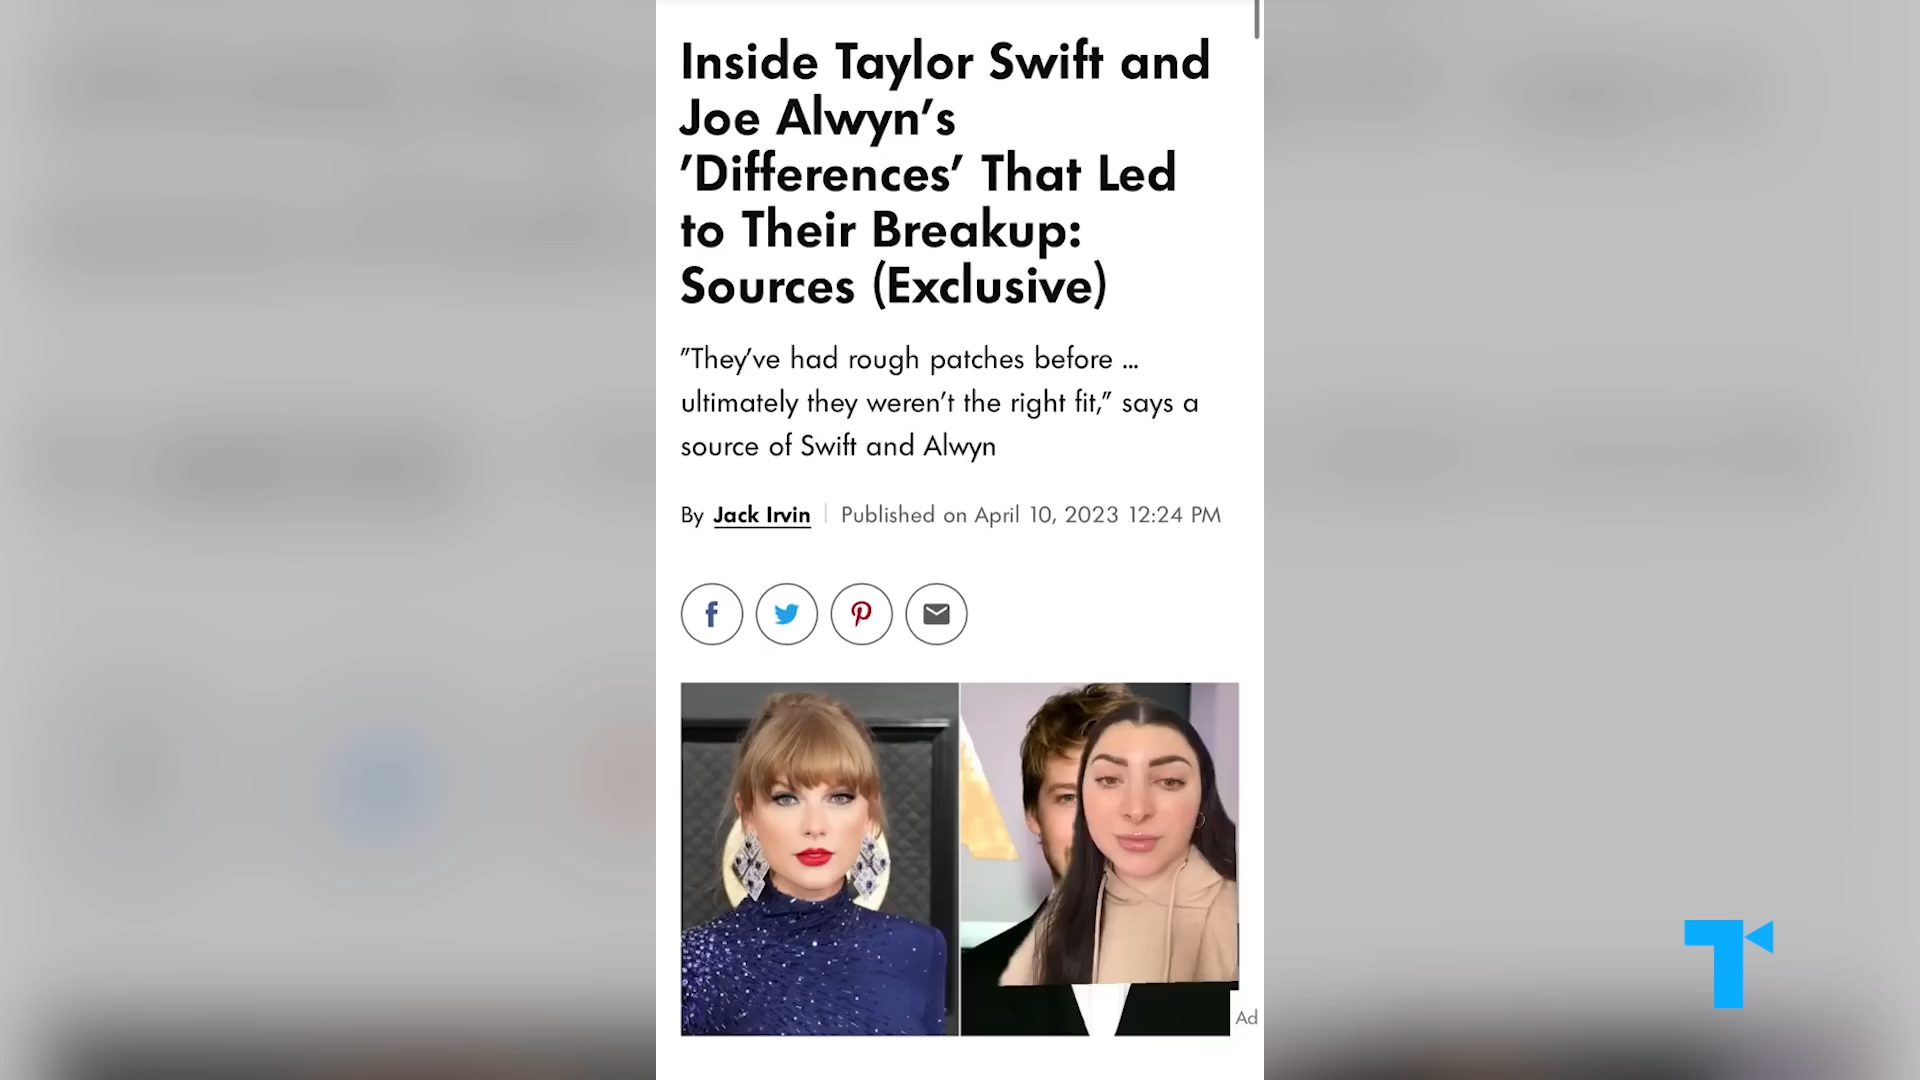 Inside Taylor Swift and
Joe Alwyn's
'Differences' That Led
to Their Breakup:
Sources (Exclusive)
"They've had rough patches before ...
ultimately they weren't the right fit," says a
source of Swift and Alwyn
By Jack Irvin | Published on April 10, 2023 12:24 PM
Ad